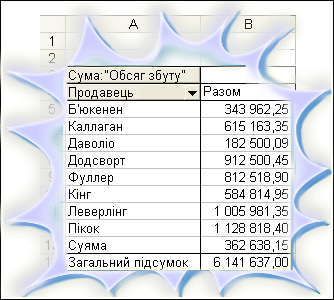 A B
1
2
3 Сума:"Обсяг збуту"
Продавець Разом
5 Б'юкенен 343 962,25
Каллаган 615 163,35
Даволіо 182 500,09
Додсворт 912 500,45
Фуллер 812 518,90
Кінг 584 814,95
Леверлінг 1 005 981,35
Пікок 1 128 818,40
Суяма 362 638,15
Загальний підсумок 6 141 637,00